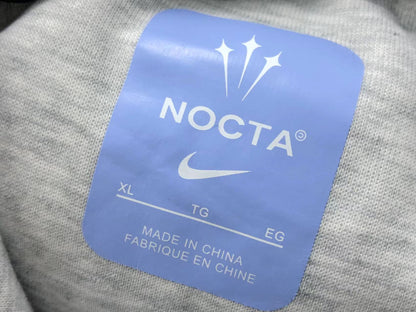 NOCTA©
XL TG EG
MADE IN CHINA
FABRIQUE EN CHINE